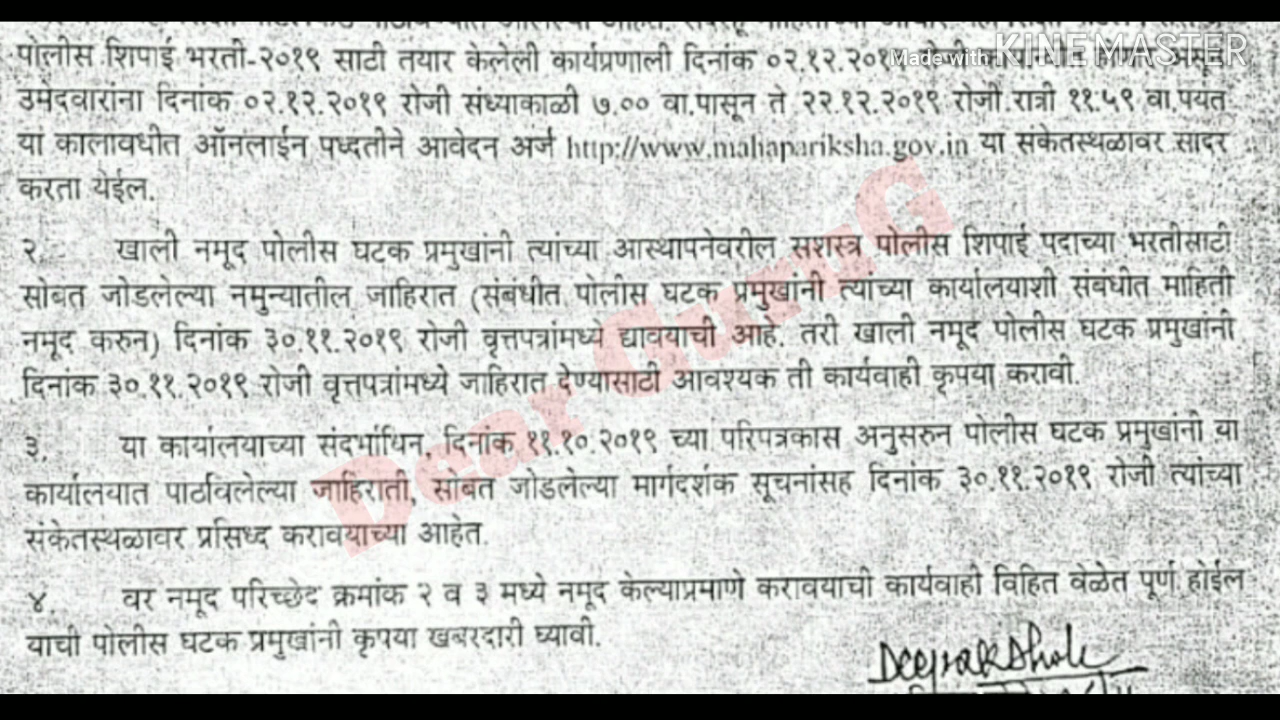 पोलीस शिपाई भरती-२०१९ साटी तयार केलेली कार्यप्रणाली दिनांक ०२.१२.२०१९
Made with KINEMASTER
उमेदवारांना दिनांक ०२.१२.२०१९ रोजी संध्याकाळी ७.०० वा.पासून ते २२.१२.२०१९ रोजी रात्री ११:५९ वा.पर्यंत
या कालावधीत ऑनलाईन पध्दतीने आवेदन अर्ज http://www.mahapariksha.gov.in या संकेतस्थळावर सादर
करता येईल.
२. खाली नमूद पोलीस घटक प्रमुखांनी त्यांच्या आस्थापनेवरील सशस्त्र पोलीस शिपाई पदाच्या भरतीसाटी
सोबत जोडलेल्या नमुन्यातील जाहिरात (संबंधीत पोलीस घटक प्रमुखांनी त्यांच्या कार्यालयाशी संबंधीत माहिती
नमूद करुन) दिनांक ३०.११.२०१९ रोजी वृत्तपत्रांमध्ये द्यावयाची आहे. तरी खाली नमूद पोलीस घटक प्रमुखांनी
दिनांक ३०.११.२०१९ रोजी वृत्तपत्रांमध्ये जाहिरात देण्यासाटी आवश्यक ती कार्यवाही कृपया करावी.
Dear GuruG
३. या कार्यालयाच्या संदर्भाधिन, दिनांक ११.१०.२०१९ च्या परिपत्रकास अनुसरुन पोलीस घटक प्रमुखांनी या
कार्यालयात पाठविलेल्या जाहिराती, सोबत जोडलेल्या मार्गदर्शक सूचनांसह दिनांक ३०.११.२०१९ रोजी त्यांच्या
संकेतस्थळावर प्रसिध्द करावयाच्या आहेत.
४. वर नमूद परिच्छेद क्रमांक २ व ३ मध्ये नमूद केल्याप्रमाणे करावयाची कार्यवाही विहित वेळेत पूर्ण होईल
याची पोलीस घटक प्रमुखांनी कृपया खबरदारी घ्यावी.